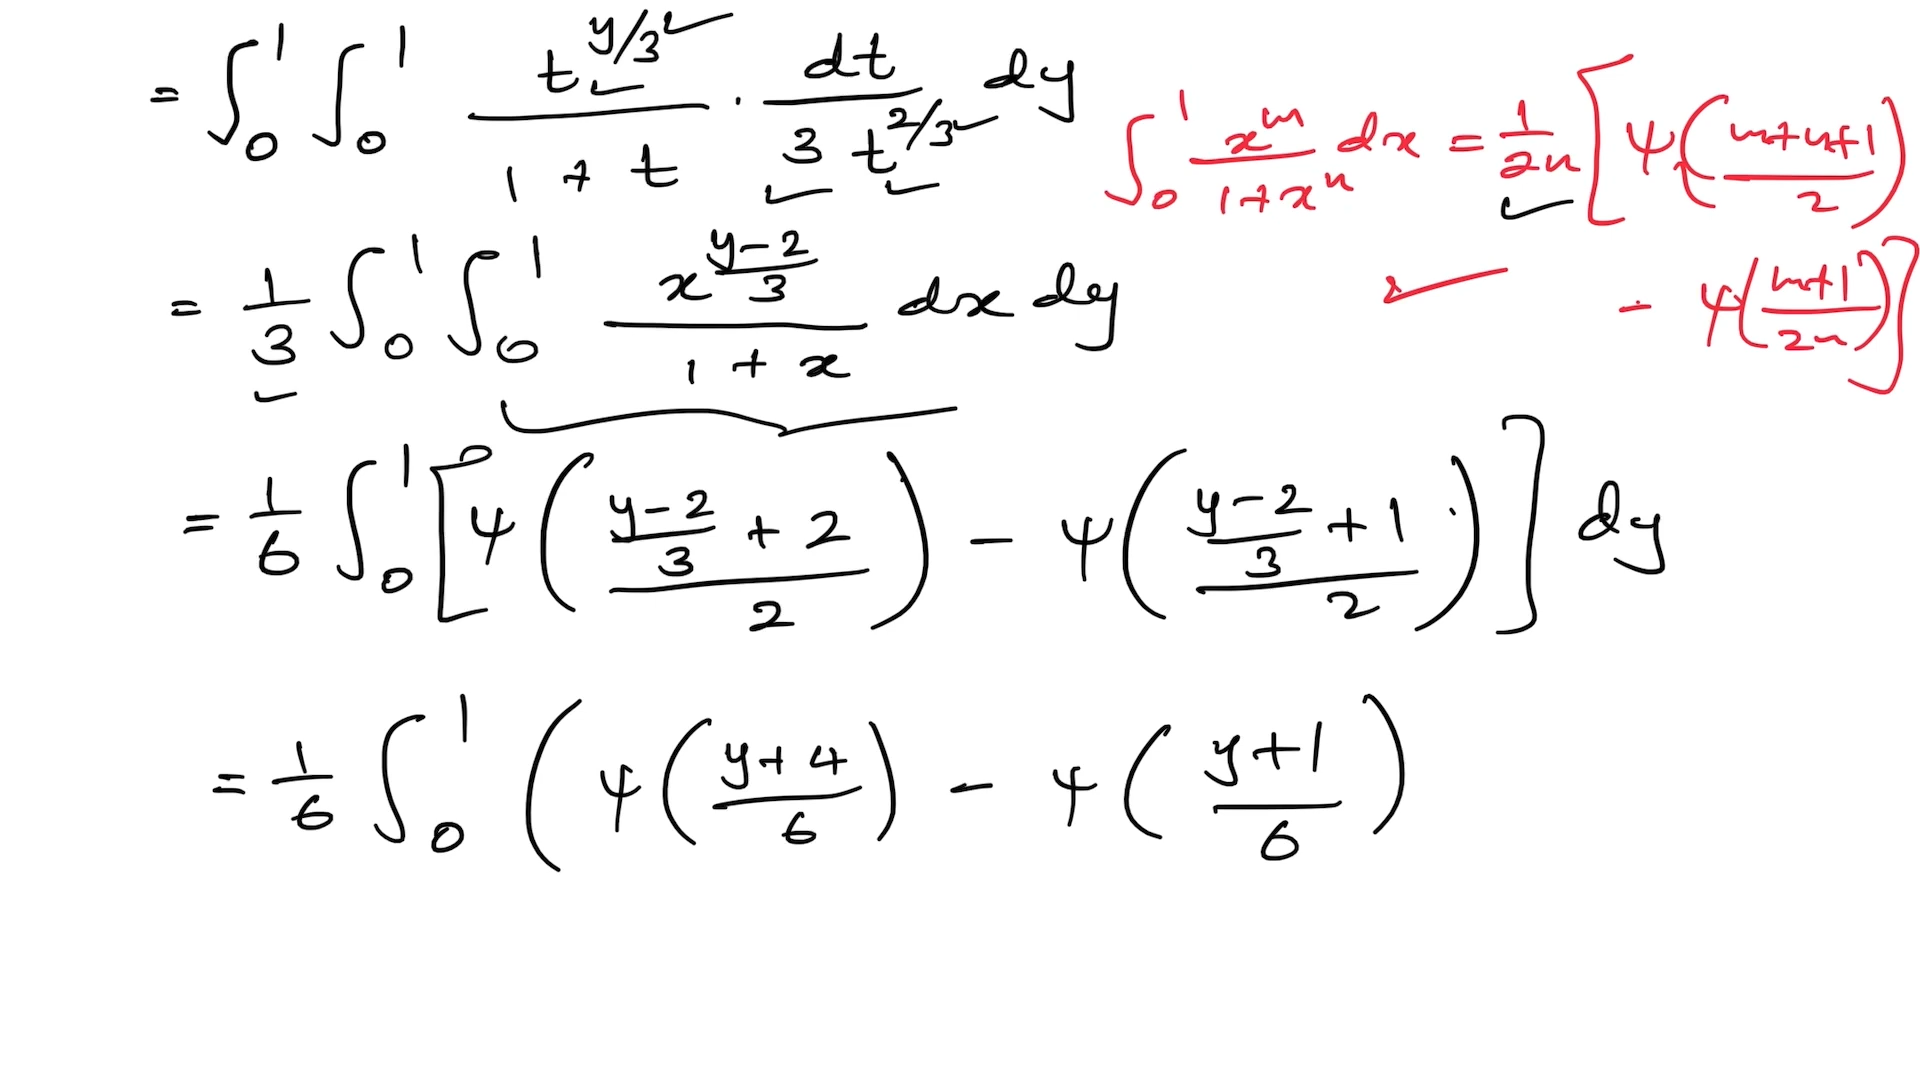 = ∫₀¹ ∫₀¹ t^(y/3) / (1 + t) · dt / (3 t^(2/3)) dy
∫₀¹ x^m / (1 + x^n) dx = 1/(2n) [ψ((m+n+1)/2)
- ψ((m+1)/(2n))]
= 1/3 ∫₀¹ ∫₀¹ x^((y-2)/3) / (1 + x) dx dy
= 1/6 ∫₀¹ [ψ(((y-2)/3 + 2)/2) - ψ(((y-2)/3 + 1)/2)] dy
= 1/6 ∫₀¹ (ψ((y+4)/6) - ψ((y+1)/6)